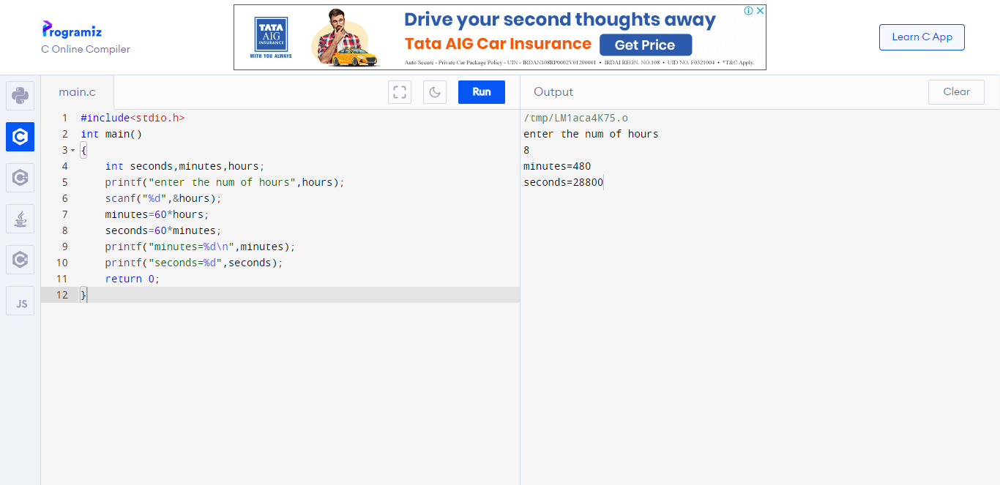 Programiz
C Online Compiler
TATA
AIG
INSURANCE
WITH YOU ALWAYS
Drive your second thoughts away
Tata AIG Car Insurance
Get Price
Auto Secure - Private Car Package Policy - UIN - IRDAN108RP0002V01200001 • IRDAI REGN. NO.108 • UID NO. F0321004 • *T&C Apply.
Learn C App
main.c
Run
Output
Clear
JS
1 #include<stdio.h>
2 int main()
3 {
4     int seconds,minutes,hours;
5     printf("enter the num of hours",hours);
6     scanf("%d",&hours);
7     minutes=60*hours;
8     seconds=60*minutes;
9     printf("minutes=%d\n",minutes);
10     printf("seconds=%d",seconds);
11     return 0;
12 }
/tmp/LM1aca4K75.o
enter the num of hours
8
minutes=480
seconds=28800